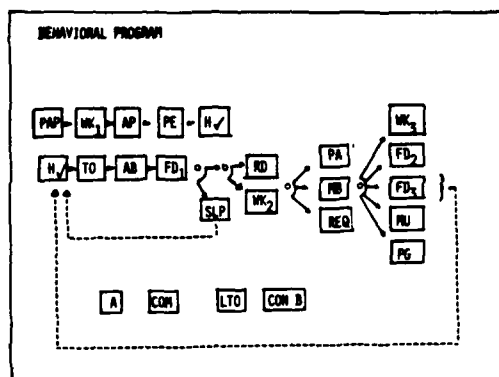 BEHAVIORAL PROGRAM
PAP WK1 AP PE H✓
H✓ TO AB FD1 RD
SLP WK2
PA
MB
REQ
WK3
FD2
FD3
MU
PG
A COM LTO CON B